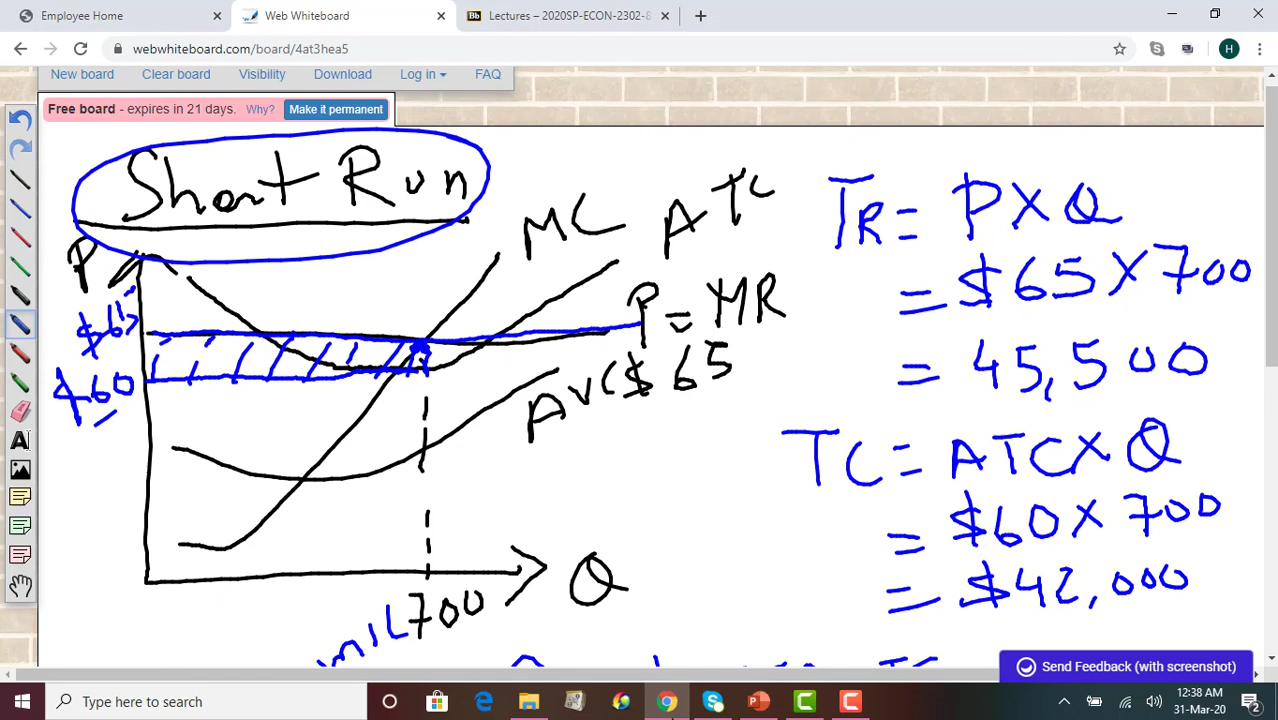 Employee Home
Web Whiteboard
Lectures – 2020SP-ECON-2302-8
webwhiteboard.com/board/4at3hea5
H
New board
Clear board
Visibility
Download
Log in
FAQ
Free board - expires in 21 days. Why? Make it permanent
Short Run
P
MC
ATC
P = MR
$65
$60
AVC
$65
700
Q
TR = P X Q
= $65 X 700
= 45,500
TC = ATC X Q
= $60 X 700
= $42,000
Send Feedback (with screenshot)
Type here to search
12:38 AM
31-Mar-20
2